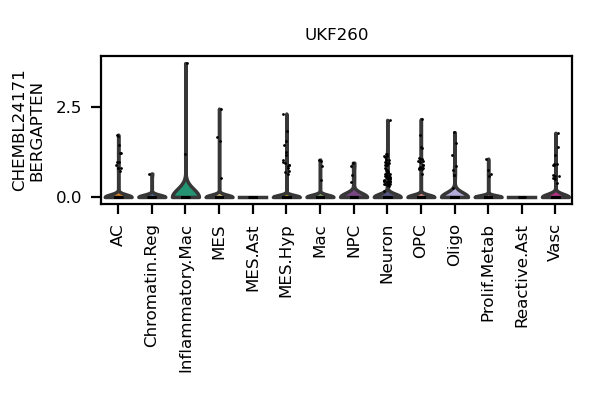 UKF260
CHEMBL24171
BERGAPTEN
2.5
0.0
AC
Chromatin.Reg
Inflammatory.Mac
MES
MES.Ast
MES.Hyp
Mac
NPC
Neuron
OPC
Oligo
Prolif.Metab
Reactive.Ast
Vasc